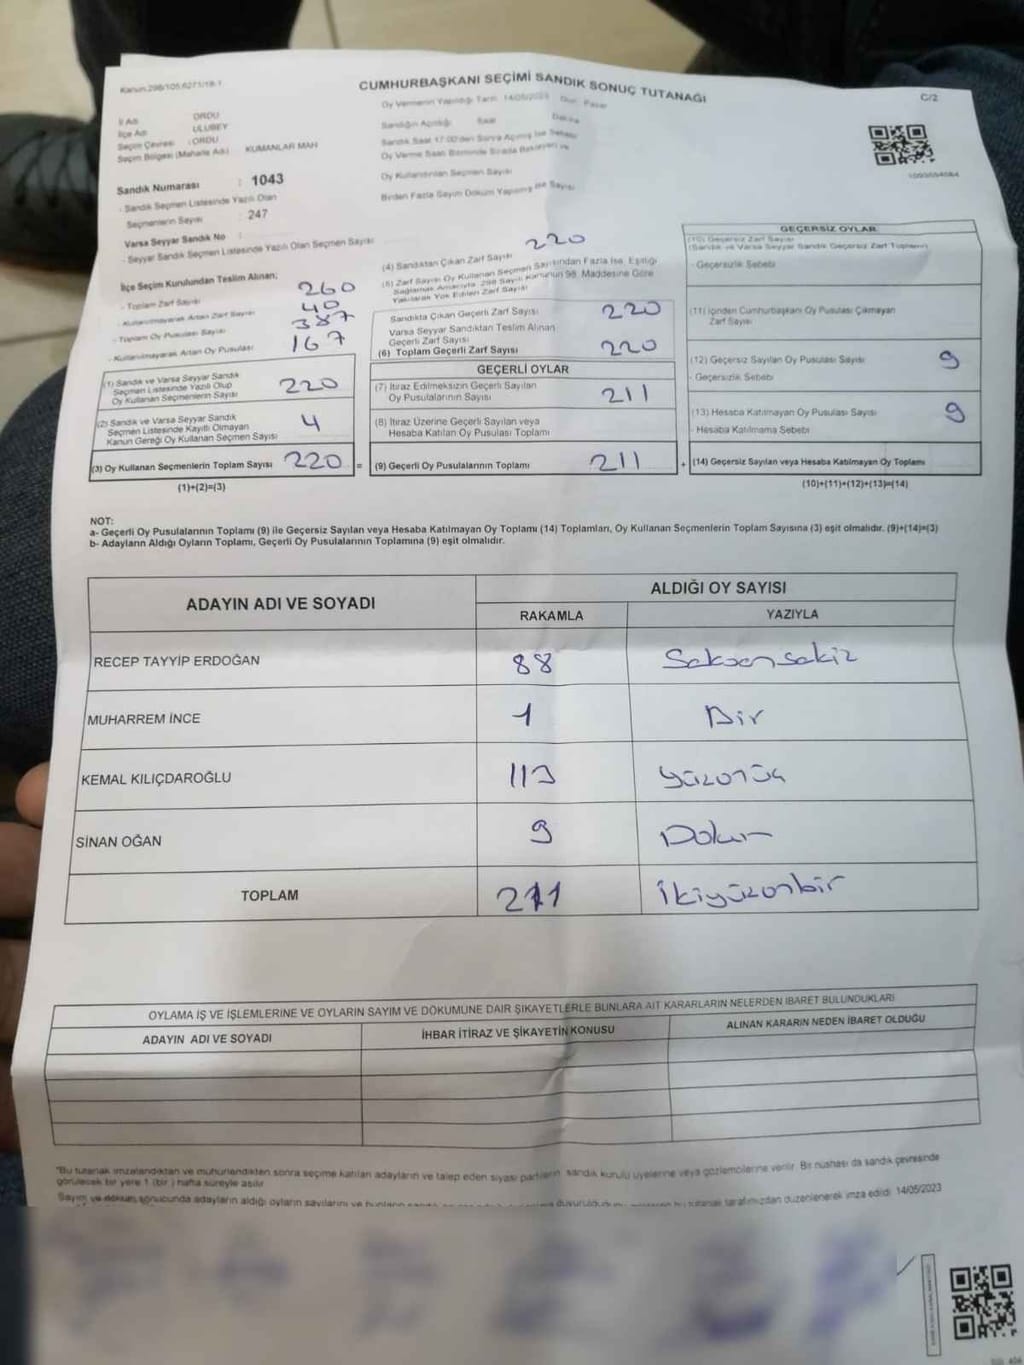 Kanun.298/105,6271/19-1
CUMHURBAŞKANI SEÇİMİ SANDIK SONUÇ TUTANAĞI
C/2
İl Adı : ORDU
İlçe Adı : ULUBEY
Seçim Çevresi : ORDU
Seçim Bölgesi (Mahalle Adı) : KUMANLAR MAH
Oy Vermenin Yapıldığı Tarih: 14/05/2023 Gün: Pazar
Sandığın Açıldığı Saat Dakika
Sandık Saat 17:00'den Sonra Açılmış İse Sebebi
Oy Kullandırılan Seçmen Sayısı
Birden Fazla Sayım Döküm Yapılmış İse Sayısı
Sandık Numarası : 1043
- Sandık Seçmen Listesinde Yazılı Olan
Seçmenlerin Sayısı : 247
Varsa Seyyar Sandık No :
- Seyyar Sandık Seçmen Listesinde Yazılı Olan Seçmen Sayısı
İlçe Seçim Kurulundan Teslim Alınan;
- Toplam Zarf Sayısı 260
- Kullanılmayarak Artan Zarf Sayısı 40
- Toplam Oy Pusulası Sayısı 387
- Kullanılmayarak Artan Oy Pusulası 167
(1) Sandık ve Varsa Seyyar Sandık
Seçmen Listesinde Yazılı Olup
Oy Kullanan Seçmenlerin Sayısı 220
(2) Sandık ve Varsa Seyyar Sandık
Seçmen Listesinde Kayıtlı Olmayan
Kanun Gereği Oy Kullanan Seçmen Sayısı 4
(3) Oy Kullanan Seçmenlerin Toplam Sayısı 220 =
(1)+(2)=(3)
(4) Sandıktan Çıkan Zarf Sayısı 220
(5) Zarf Sayısı Oy Kullanan Seçmen Sayısından Fazla İse, Eşitliği
Sağlamak Amacıyla 298 Sayılı Kanunun 98. Maddesine Göre
Yakılarak Yok Edilen Zarf Sayısı
Sandıkta Çıkan Geçerli Zarf Sayısı 220
Varsa Seyyar Sandıktan Teslim Alınan
Geçerli Zarf Sayısı
(6) Toplam Geçerli Zarf Sayısı 220
GEÇERLİ OYLAR
(7) İtiraz Edilmeksizin Geçerli Sayılan
Oy Pusulalarının Sayısı 211
(8) İtiraz Üzerine Geçerli Sayılan veya
Hesaba Katılan Oy Pusulası Toplamı
(9) Geçerli Oy Pusulalarının Toplamı 211 +
GEÇERSİZ OYLAR
(10) Geçersiz Zarf Sayısı
(Sandık ve Varsa Seyyar Sandık Geçersiz Zarf Toplamı)
- Geçersizlik Sebebi
(11) İçinden Cumhurbaşkanı Oy Pusulası Çıkmayan
Zarf Sayısı
(12) Geçersiz Sayılan Oy Pusulası Sayısı 9
- Geçersizlik Sebebi
(13) Hesaba Katılmayan Oy Pusulası Sayısı 9
- Hesaba Katılmama Sebebi
(14) Geçersiz Sayılan veya Hesaba Katılmayan Oy Toplamı
(10)+(11)+(12)+(13)=(14)
NOT:
a- Geçerli Oy Pusulalarının Toplamı (9) ile Geçersiz Sayılan veya Hesaba Katılmayan Oy Toplamı (14) Toplamları, Oy Kullanan Seçmenlerin Toplam Sayısına (3) eşit olmalıdır. (9)+(14)=(3)
b- Adayların Aldığı Oyların Toplamı, Geçerli Oy Pusulalarının Toplamına (9) eşit olmalıdır.
ADAYIN ADI VE SOYADI
ALDIĞI OY SAYISI
RAKAMLA YAZIYLA
RECEP TAYYİP ERDOĞAN 88 Seksensekiz
MUHARREM İNCE 1 Bir
KEMAL KILIÇDAROĞLU 113 yüzonüç
SİNAN OĞAN 9 Dokuz
TOPLAM 211 İkiyüzonbir
OYLAMA İŞ VE İŞLEMLERİNE VE OYLARIN SAYIM VE DÖKÜMÜNE DAİR ŞİKAYETLERLE BUNLARA AİT KARARLARIN NELERDEN İBARET BULUNDUKLARI
ADAYIN ADI VE SOYADI İHBAR İTİRAZ VE ŞİKAYETİN KONUSU ALINAN KARARIN NEDEN İBARET OLDUĞU
*Bu tutanak imzalandıktan ve mühürlendikten sonra seçime katılan adayların ve talep eden siyasi partilerin sandık kurulu üyelerine veya gözlemcilerine verilir. Bir nüshası da sandık çevresinde
görülecek bir yere 1 (bir) hafta süreyle asılır
Sayım ve döküm sonucunda adayların aldığı oyların sayılarını ve bunların tarafımızdan düzenlenerek imza edildi. 14/05/2023